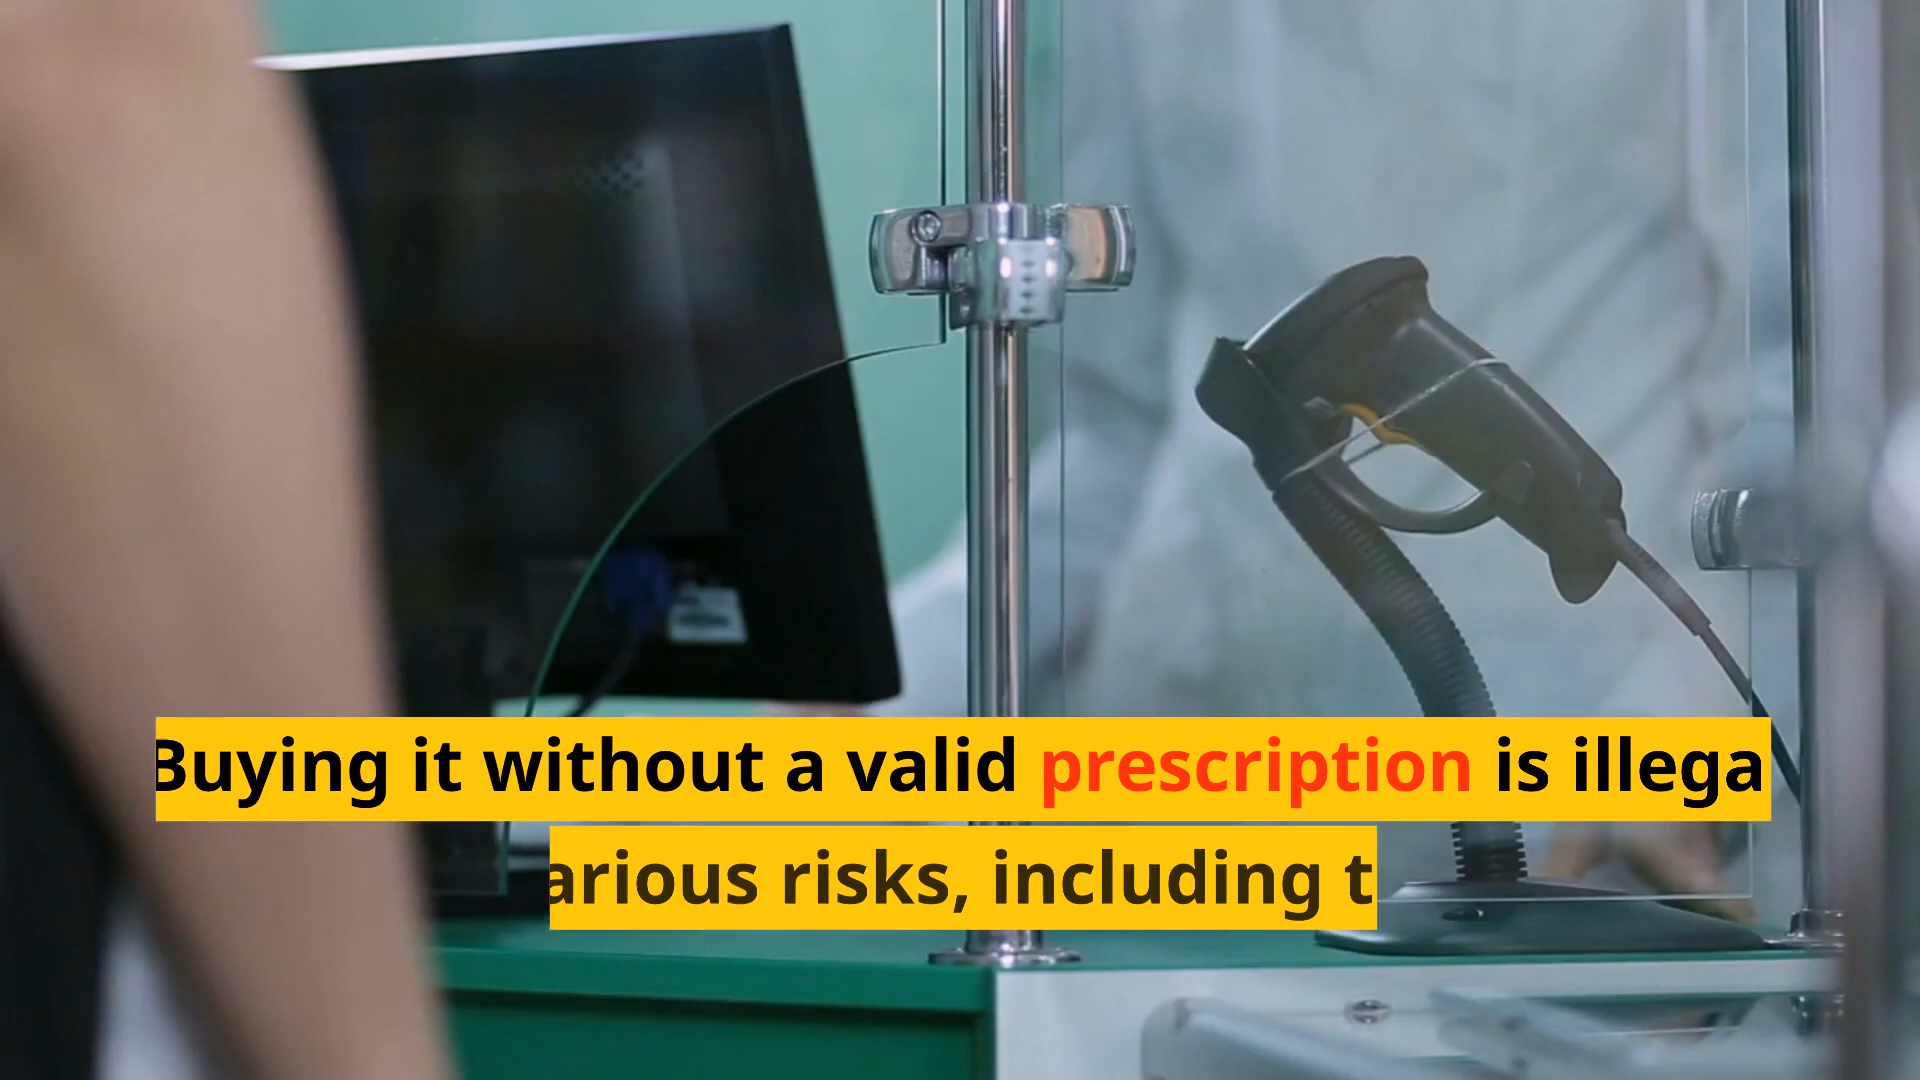 Buying it without a valid prescription is illega
arious risks, including t